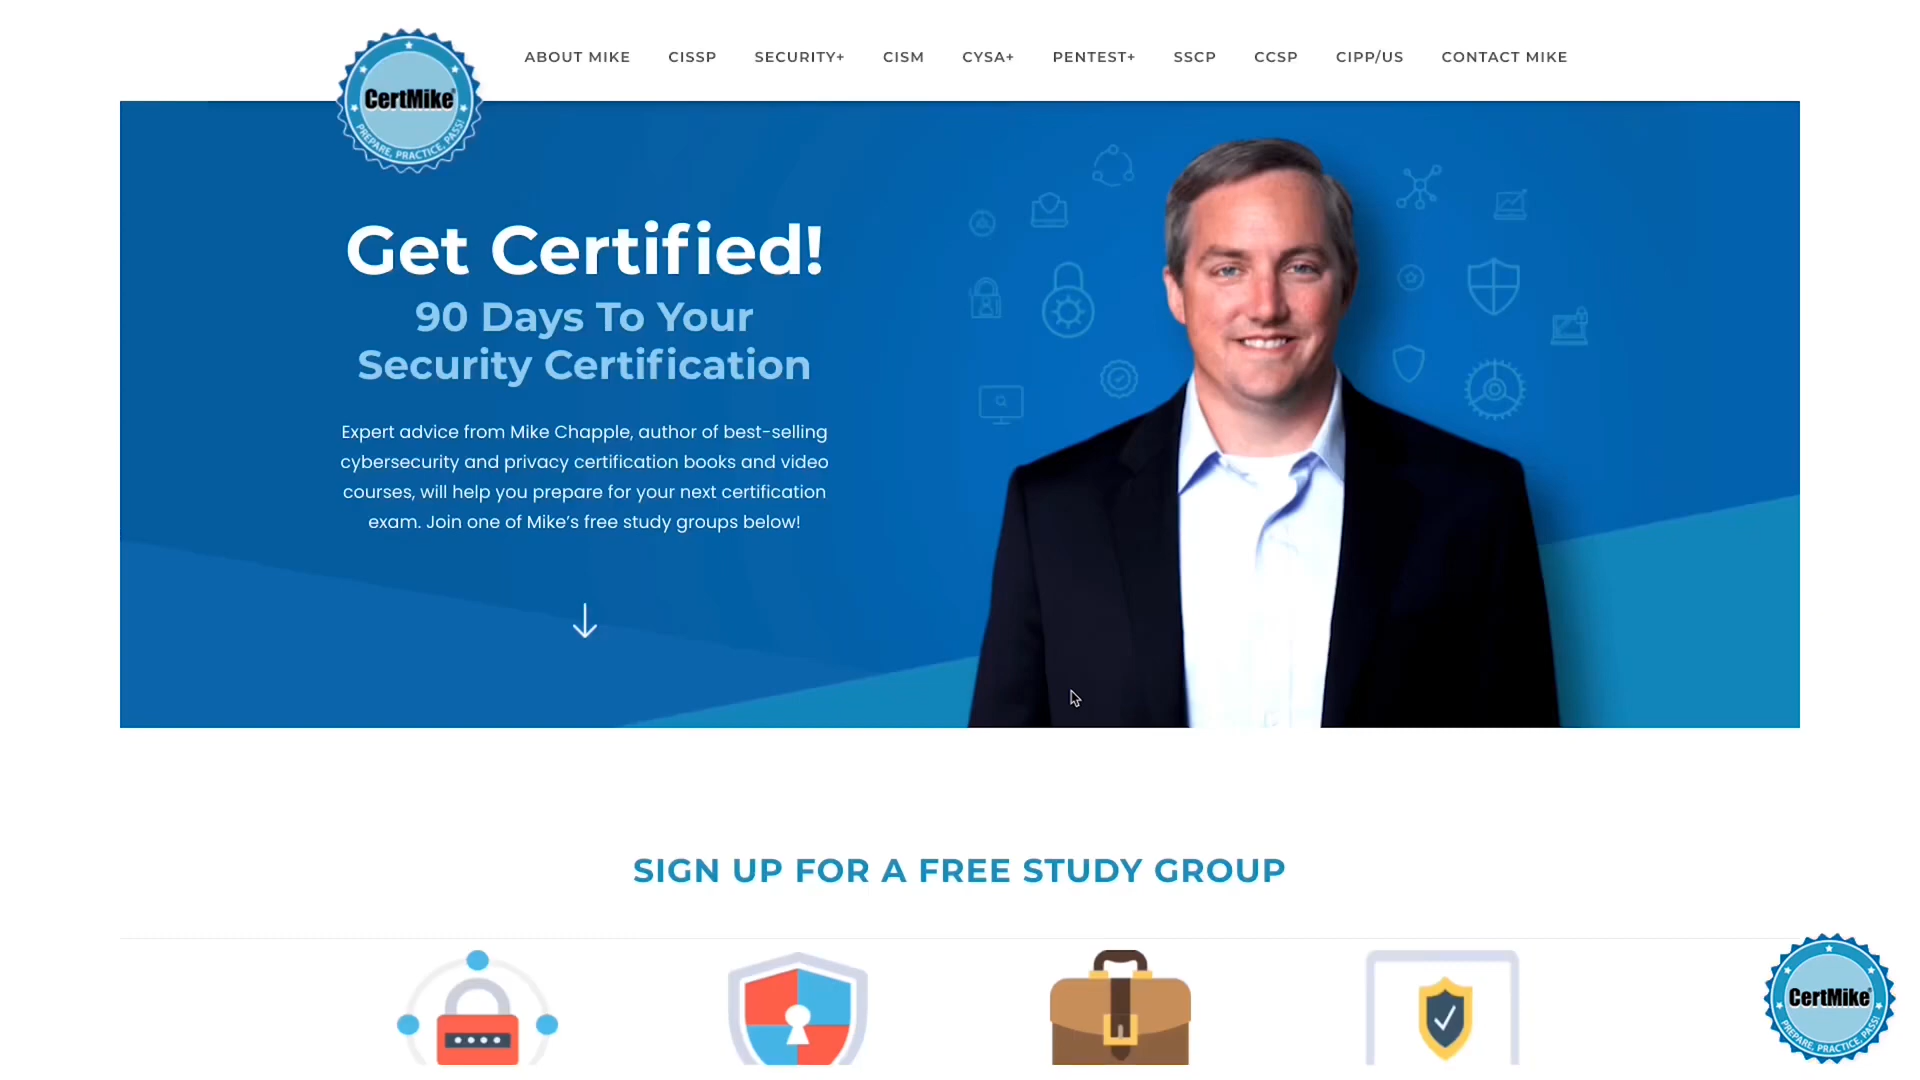 CertMike®
PREPARE, PRACTICE, PASS!
ABOUT MIKE
CISSP
SECURITY+
CISM
CYSA+
PENTEST+
SSCP
CCSP
CIPP/US
CONTACT MIKE
Get Certified!
90 Days To Your
Security Certification
Expert advice from Mike Chapple, author of best-selling
cybersecurity and privacy certification books and video
courses, will help you prepare for your next certification
exam. Join one of Mike’s free study groups below!
SIGN UP FOR A FREE STUDY GROUP
CertMike®
PREPARE, PRACTICE, PASS!